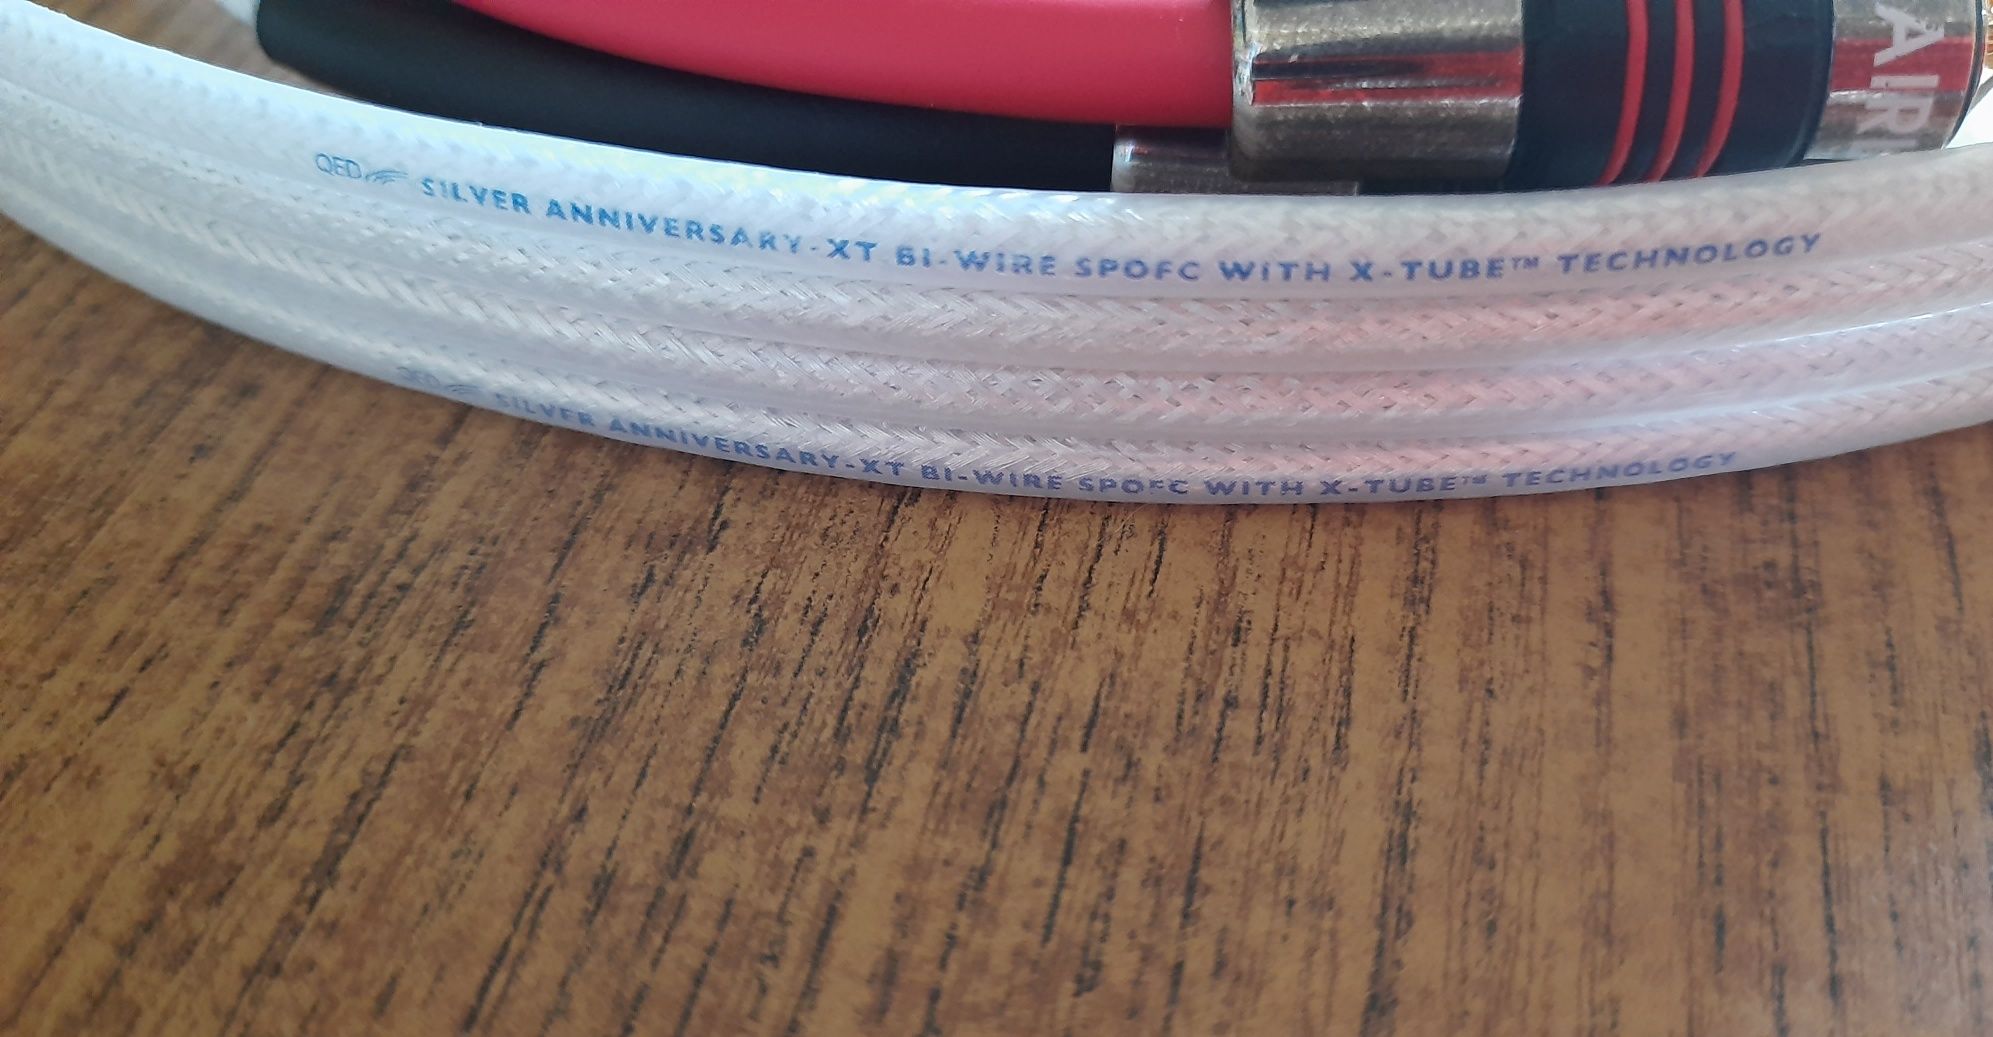 AIR
QED SILVER ANNIVERSARY-XT BI-WIRE SPOFC WITH X-TUBE™ TECHNOLOGY
QED SILVER ANNIVERSARY-XT BI-WIRE SPOFC WITH X-TUBE™ TECHNOLOGY